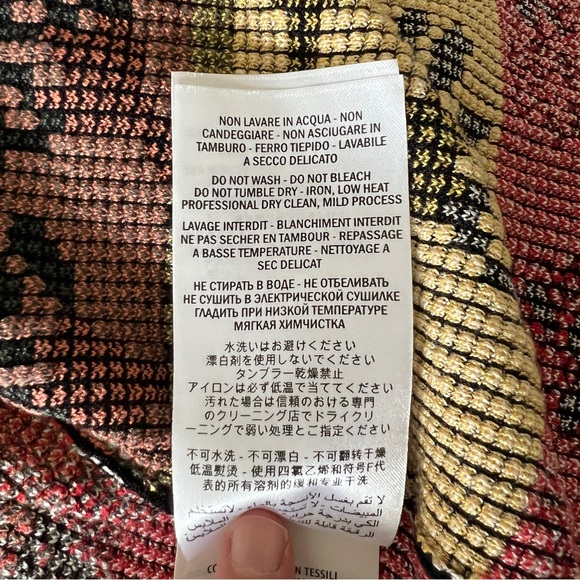 NON LAVARE IN ACQUA - NON
CANDEGGIARE - NON ASCIUGARE IN
TAMBURO - FERRO TIEPIDO - LAVABILE
A SECCO DELICATO
DO NOT WASH - DO NOT BLEACH
DO NOT TUMBLE DRY - IRON, LOW HEAT
PROFESSIONAL DRY CLEAN, MILD PROCESS
LAVAGE INTERDIT - BLANCHIMENT INTERDIT
NE PAS SECHER EN TAMBOUR - REPASSAGE
A BASSE TEMPERATURE - NETTOYAGE A
SEC DELICAT
НЕ СТИРАТЬ В ВОДЕ - НЕ ОТБЕЛИВАТЬ
НЕ СУШИТЬ В ЭЛЕКТРИЧЕСКОЙ СУШИЛКЕ
ГЛАДИТЬ ПРИ НИЗКОЙ ТЕМПЕРАТУРЕ
МЯГКАЯ ХИМЧИСТКА
水洗いはお避けください
漂白剤を使用しないでください
タンブラー乾燥禁止
アイロンは必ず低温で当ててください
汚れた場合は信頼のおける専門
のクリーニング店でドライクリ
ーニングで弱い処理とご指定ください
不可水洗 - 不可漂白 - 不可翻转干燥
低温熨烫 - 使用四氯乙烯和符号F代
表的所有溶剂的缓和专业干洗
لا تقم بغسل الألبسة بالماء - لا
المبيضات - لا تستخدم
TESSILI